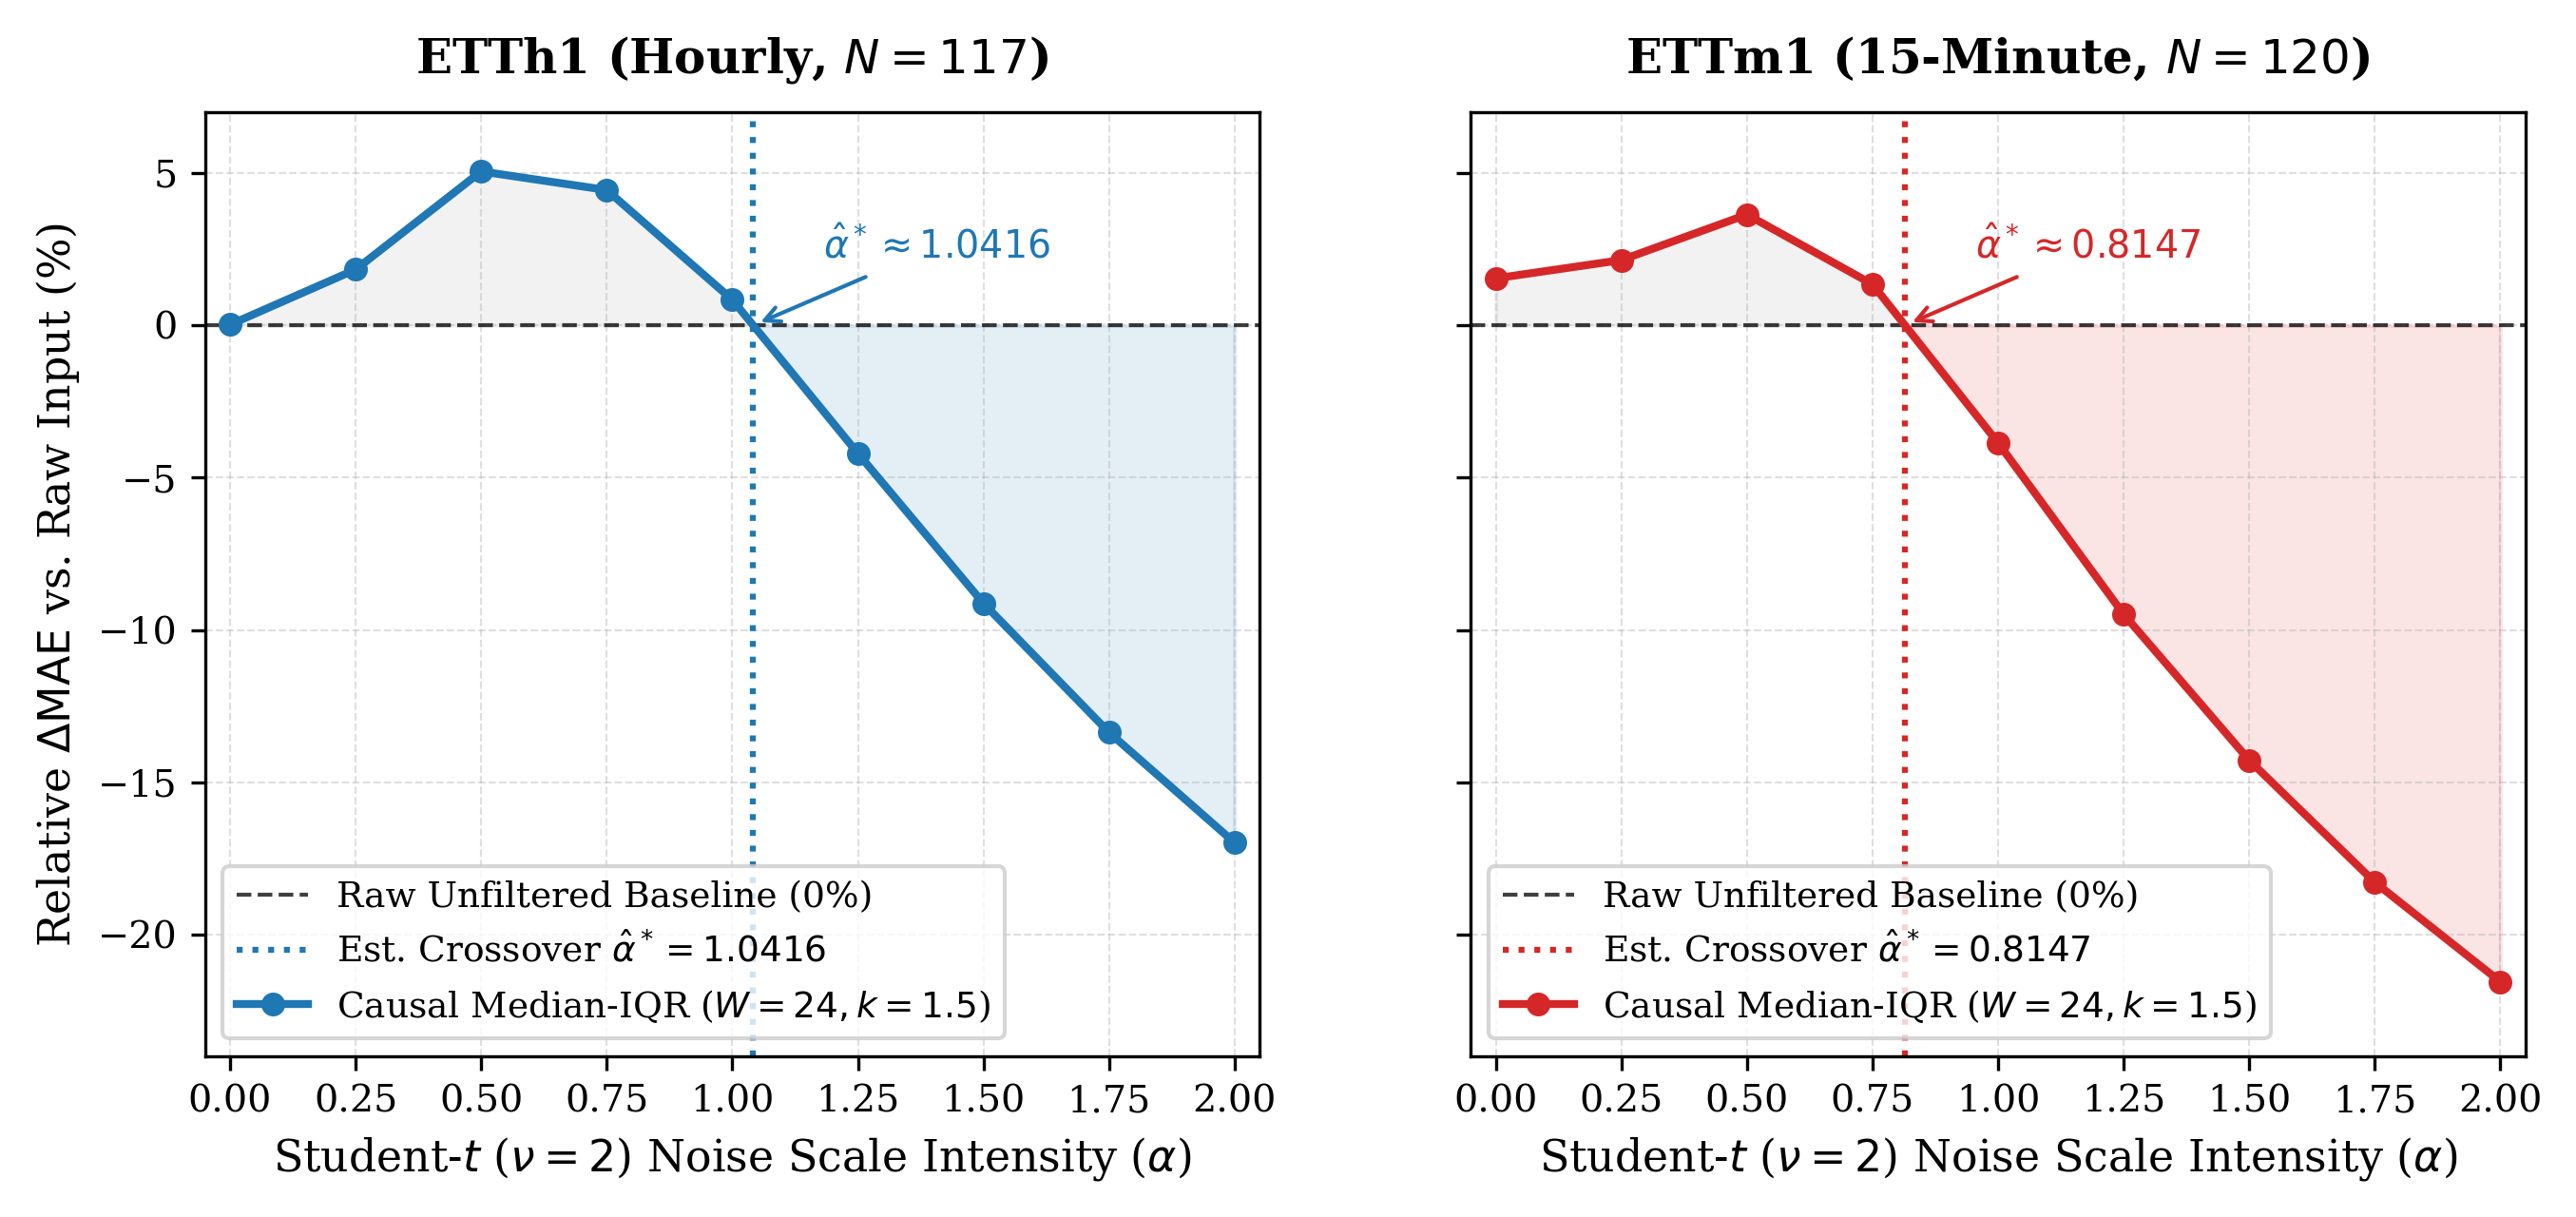 ETTh1 (Hourly, N = 117)
5
0
−5
−10
−15
−20
Relative ΔMAE vs. Raw Input (%)
α̂* ≈ 1.0416
Raw Unfiltered Baseline (0%)
Est. Crossover α̂* = 1.0416
Causal Median-IQR (W = 24, k = 1.5)
0.00 0.25 0.50 0.75 1.00 1.25 1.50 1.75 2.00
Student-t (ν = 2) Noise Scale Intensity (α)
ETTm1 (15-Minute, N = 120)
α̂* ≈ 0.8147
Raw Unfiltered Baseline (0%)
Est. Crossover α̂* = 0.8147
Causal Median-IQR (W = 24, k = 1.5)
0.00 0.25 0.50 0.75 1.00 1.25 1.50 1.75 2.00
Student-t (ν = 2) Noise Scale Intensity (α)